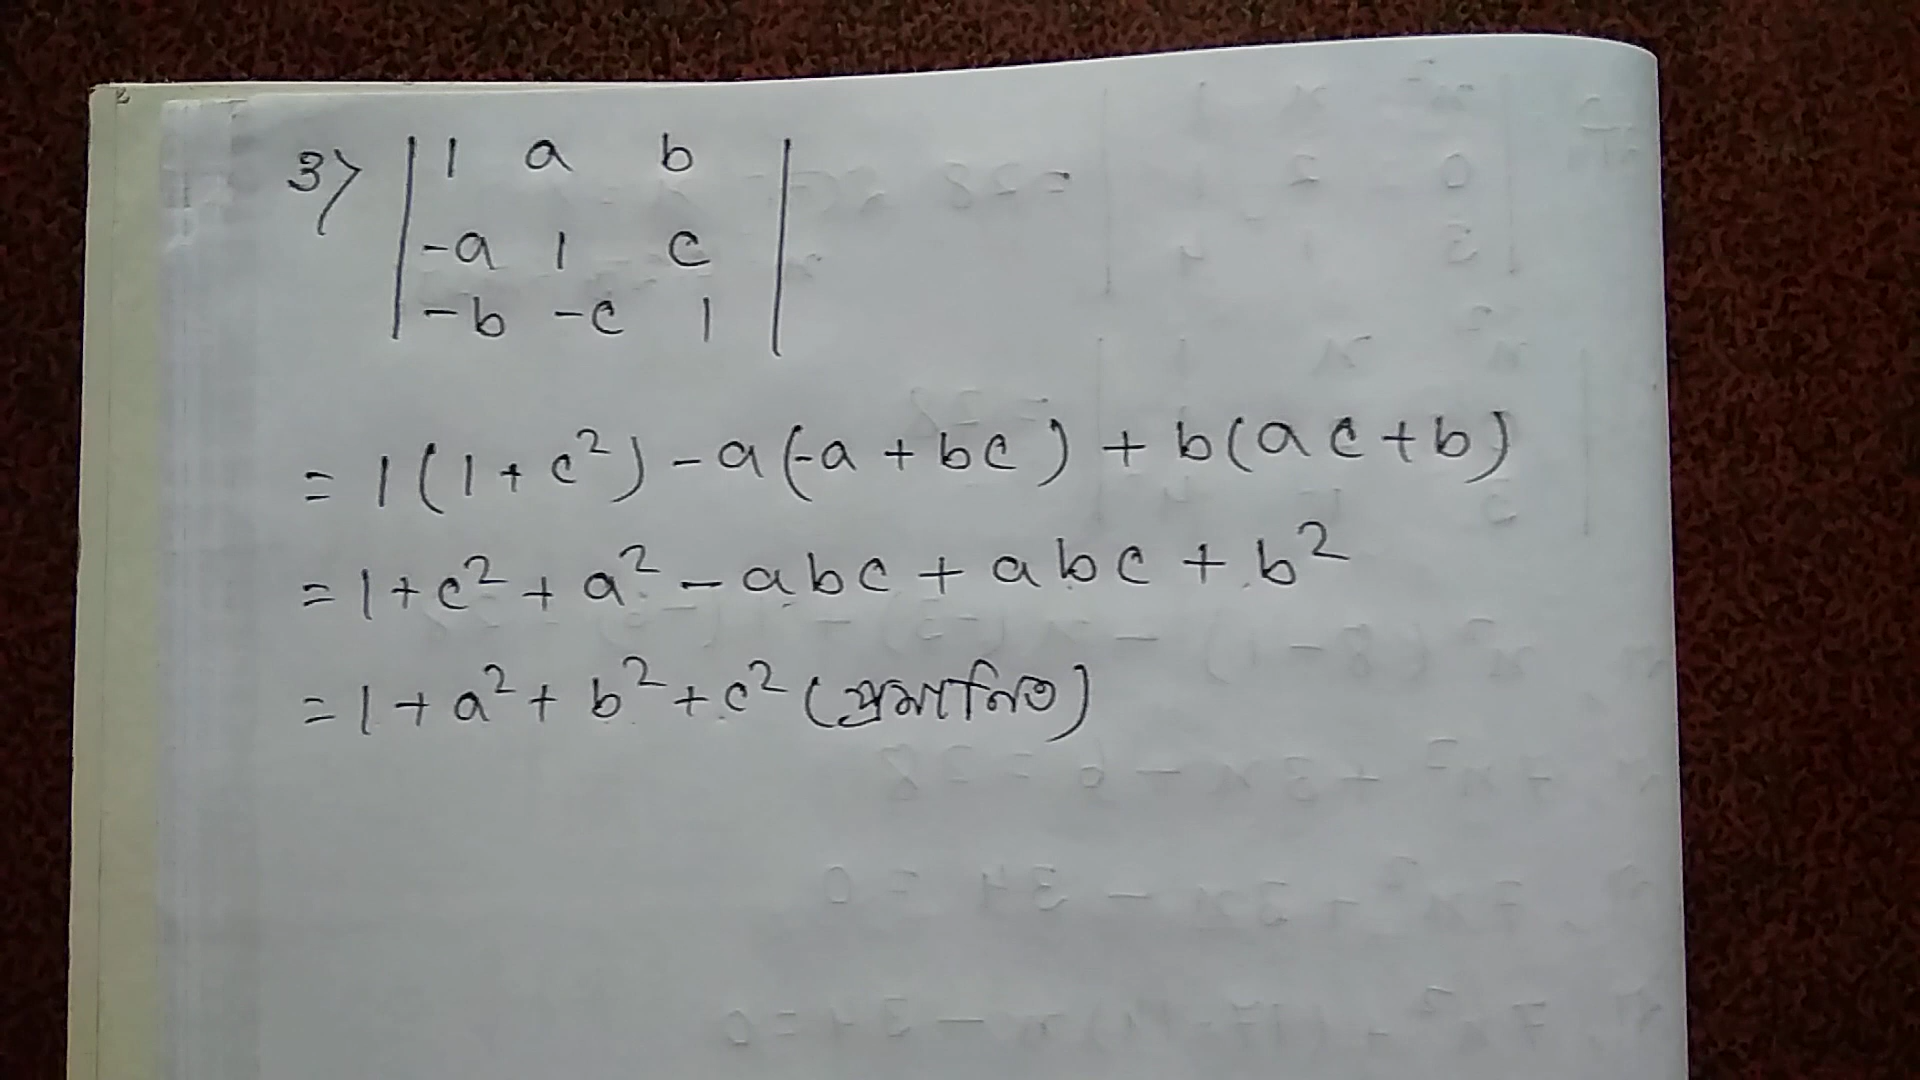 3) | 1 a b |
| -a 1 c |
| -b -c 1 |
= 1(1+c²) - a(-a + bc) + b(ac+b)
= 1+c² + a² - abc + abc + b²
= 1 + a² + b² + c² (প্রমাণিত)